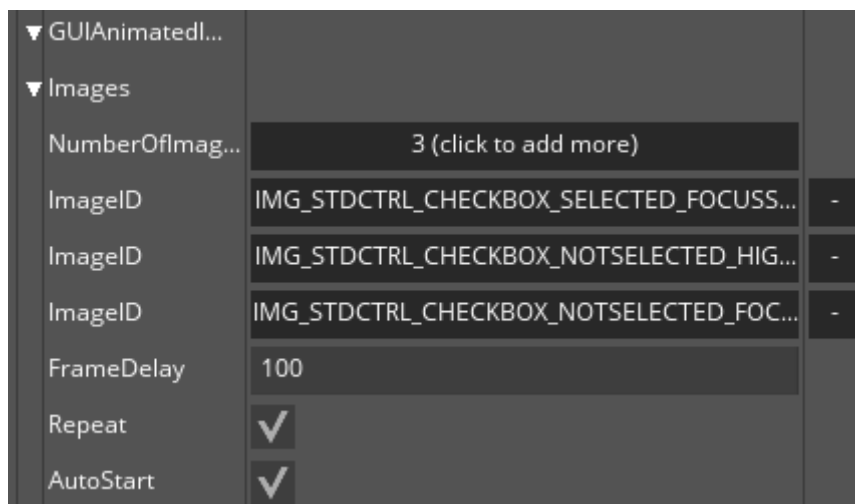 GUIAnimatedI...
Images
NumberOfImag... 3 (click to add more)
ImageID IMG_STDCTRL_CHECKBOX_SELECTED_FOCUSS... -
ImageID IMG_STDCTRL_CHECKBOX_NOTSELECTED_HIG... -
ImageID IMG_STDCTRL_CHECKBOX_NOTSELECTED_FOC... -
FrameDelay 100
Repeat
AutoStart